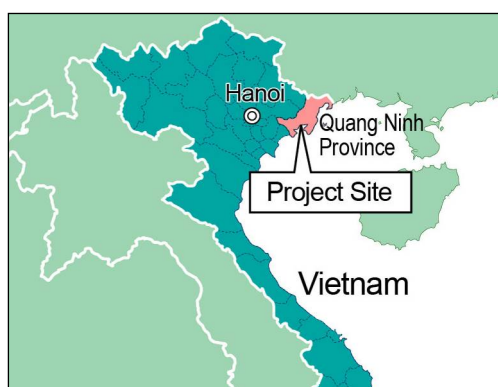 Hanoi
Quang Ninh
Province
Project Site
Vietnam